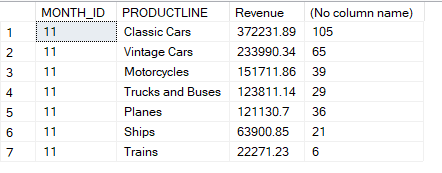 MONTH_ID PRODUCTLINE Revenue (No column name)
1 11 Classic Cars 372231.89 105
2 11 Vintage Cars 233990.34 65
3 11 Motorcycles 151711.86 39
4 11 Trucks and Buses 123811.14 29
5 11 Planes 121130.7 36
6 11 Ships 63900.85 21
7 11 Trains 22271.23 6